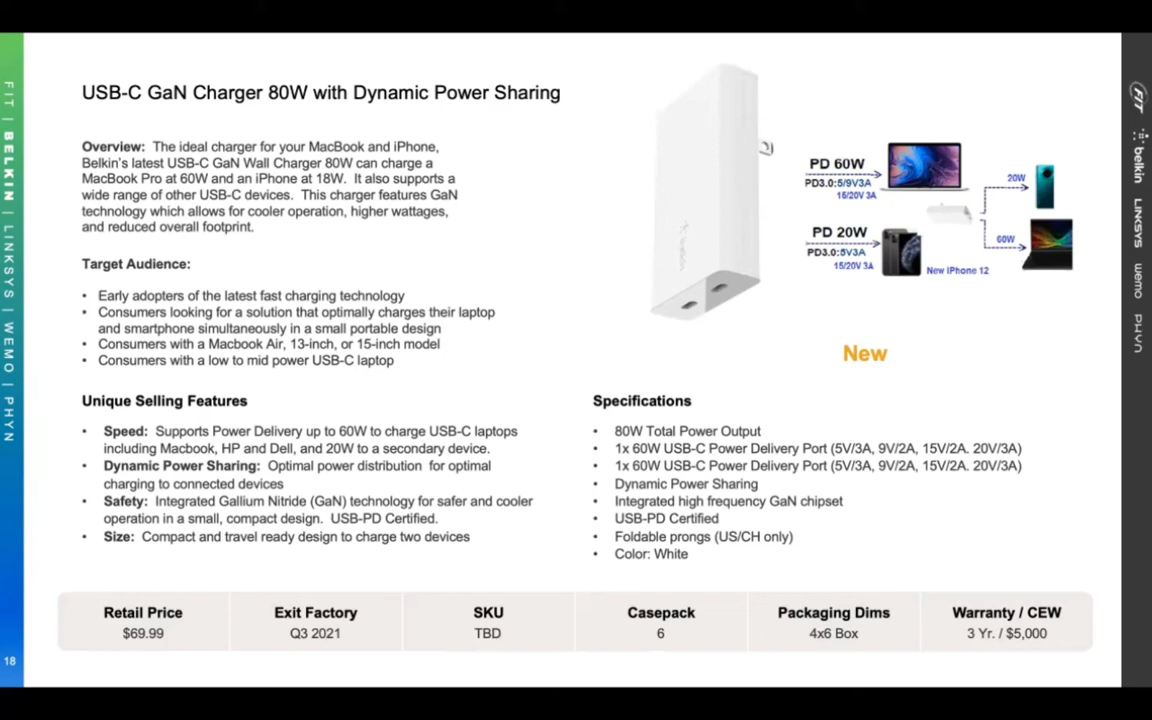 USB-C GaN Charger 80W with Dynamic Power Sharing
Overview: The ideal charger for your MacBook and iPhone,
Belkin's latest USB-C GaN Wall Charger 80W can charge a
MacBook Pro at 60W and an iPhone at 18W. It also supports a
wide range of other USB-C devices. This charger features GaN
technology which allows for cooler operation, higher wattages,
and reduced overall footprint.
Target Audience:
• Early adopters of the latest fast charging technology
• Consumers looking for a solution that optimally charges their laptop
and smartphone simultaneously in a small portable design
• Consumers with a Macbook Air, 13-inch, or 15-inch model
• Consumers with a low to mid power USB-C laptop
Unique Selling Features
• Speed: Supports Power Delivery up to 60W to charge USB-C laptops
including Macbook, HP and Dell, and 20W to a secondary device.
• Dynamic Power Sharing: Optimal power distribution for optimal
charging to connected devices
• Safety: Integrated Gallium Nitride (GaN) technology for safer and cooler
operation in a small, compact design. USB-PD Certified.
• Size: Compact and travel ready design to charge two devices
belkin
PD 60W
PD3.0:5/9V3A
15/20V 3A
PD 20W
PD3.0:5V3A
15/20V 3A
New iPhone 12
20W
60W
New
Specifications
• 80W Total Power Output
• 1x 60W USB-C Power Delivery Port (5V/3A, 9V/2A, 15V/2A. 20V/3A)
• 1x 60W USB-C Power Delivery Port (5V/3A, 9V/2A, 15V/2A. 20V/3A)
• Dynamic Power Sharing
• Integrated high frequency GaN chipset
• USB-PD Certified
• Foldable prongs (US/CH only)
• Color: White
Retail Price Exit Factory SKU Casepack Packaging Dims Warranty / CEW
$69.99 Q3 2021 TBD 6 4x6 Box 3 Yr. / $5,000
FIT | BELKIN | LINKSYS | WEMO | PHYN
18
FIT
belkin
LINKSYS
wemo
PHYN